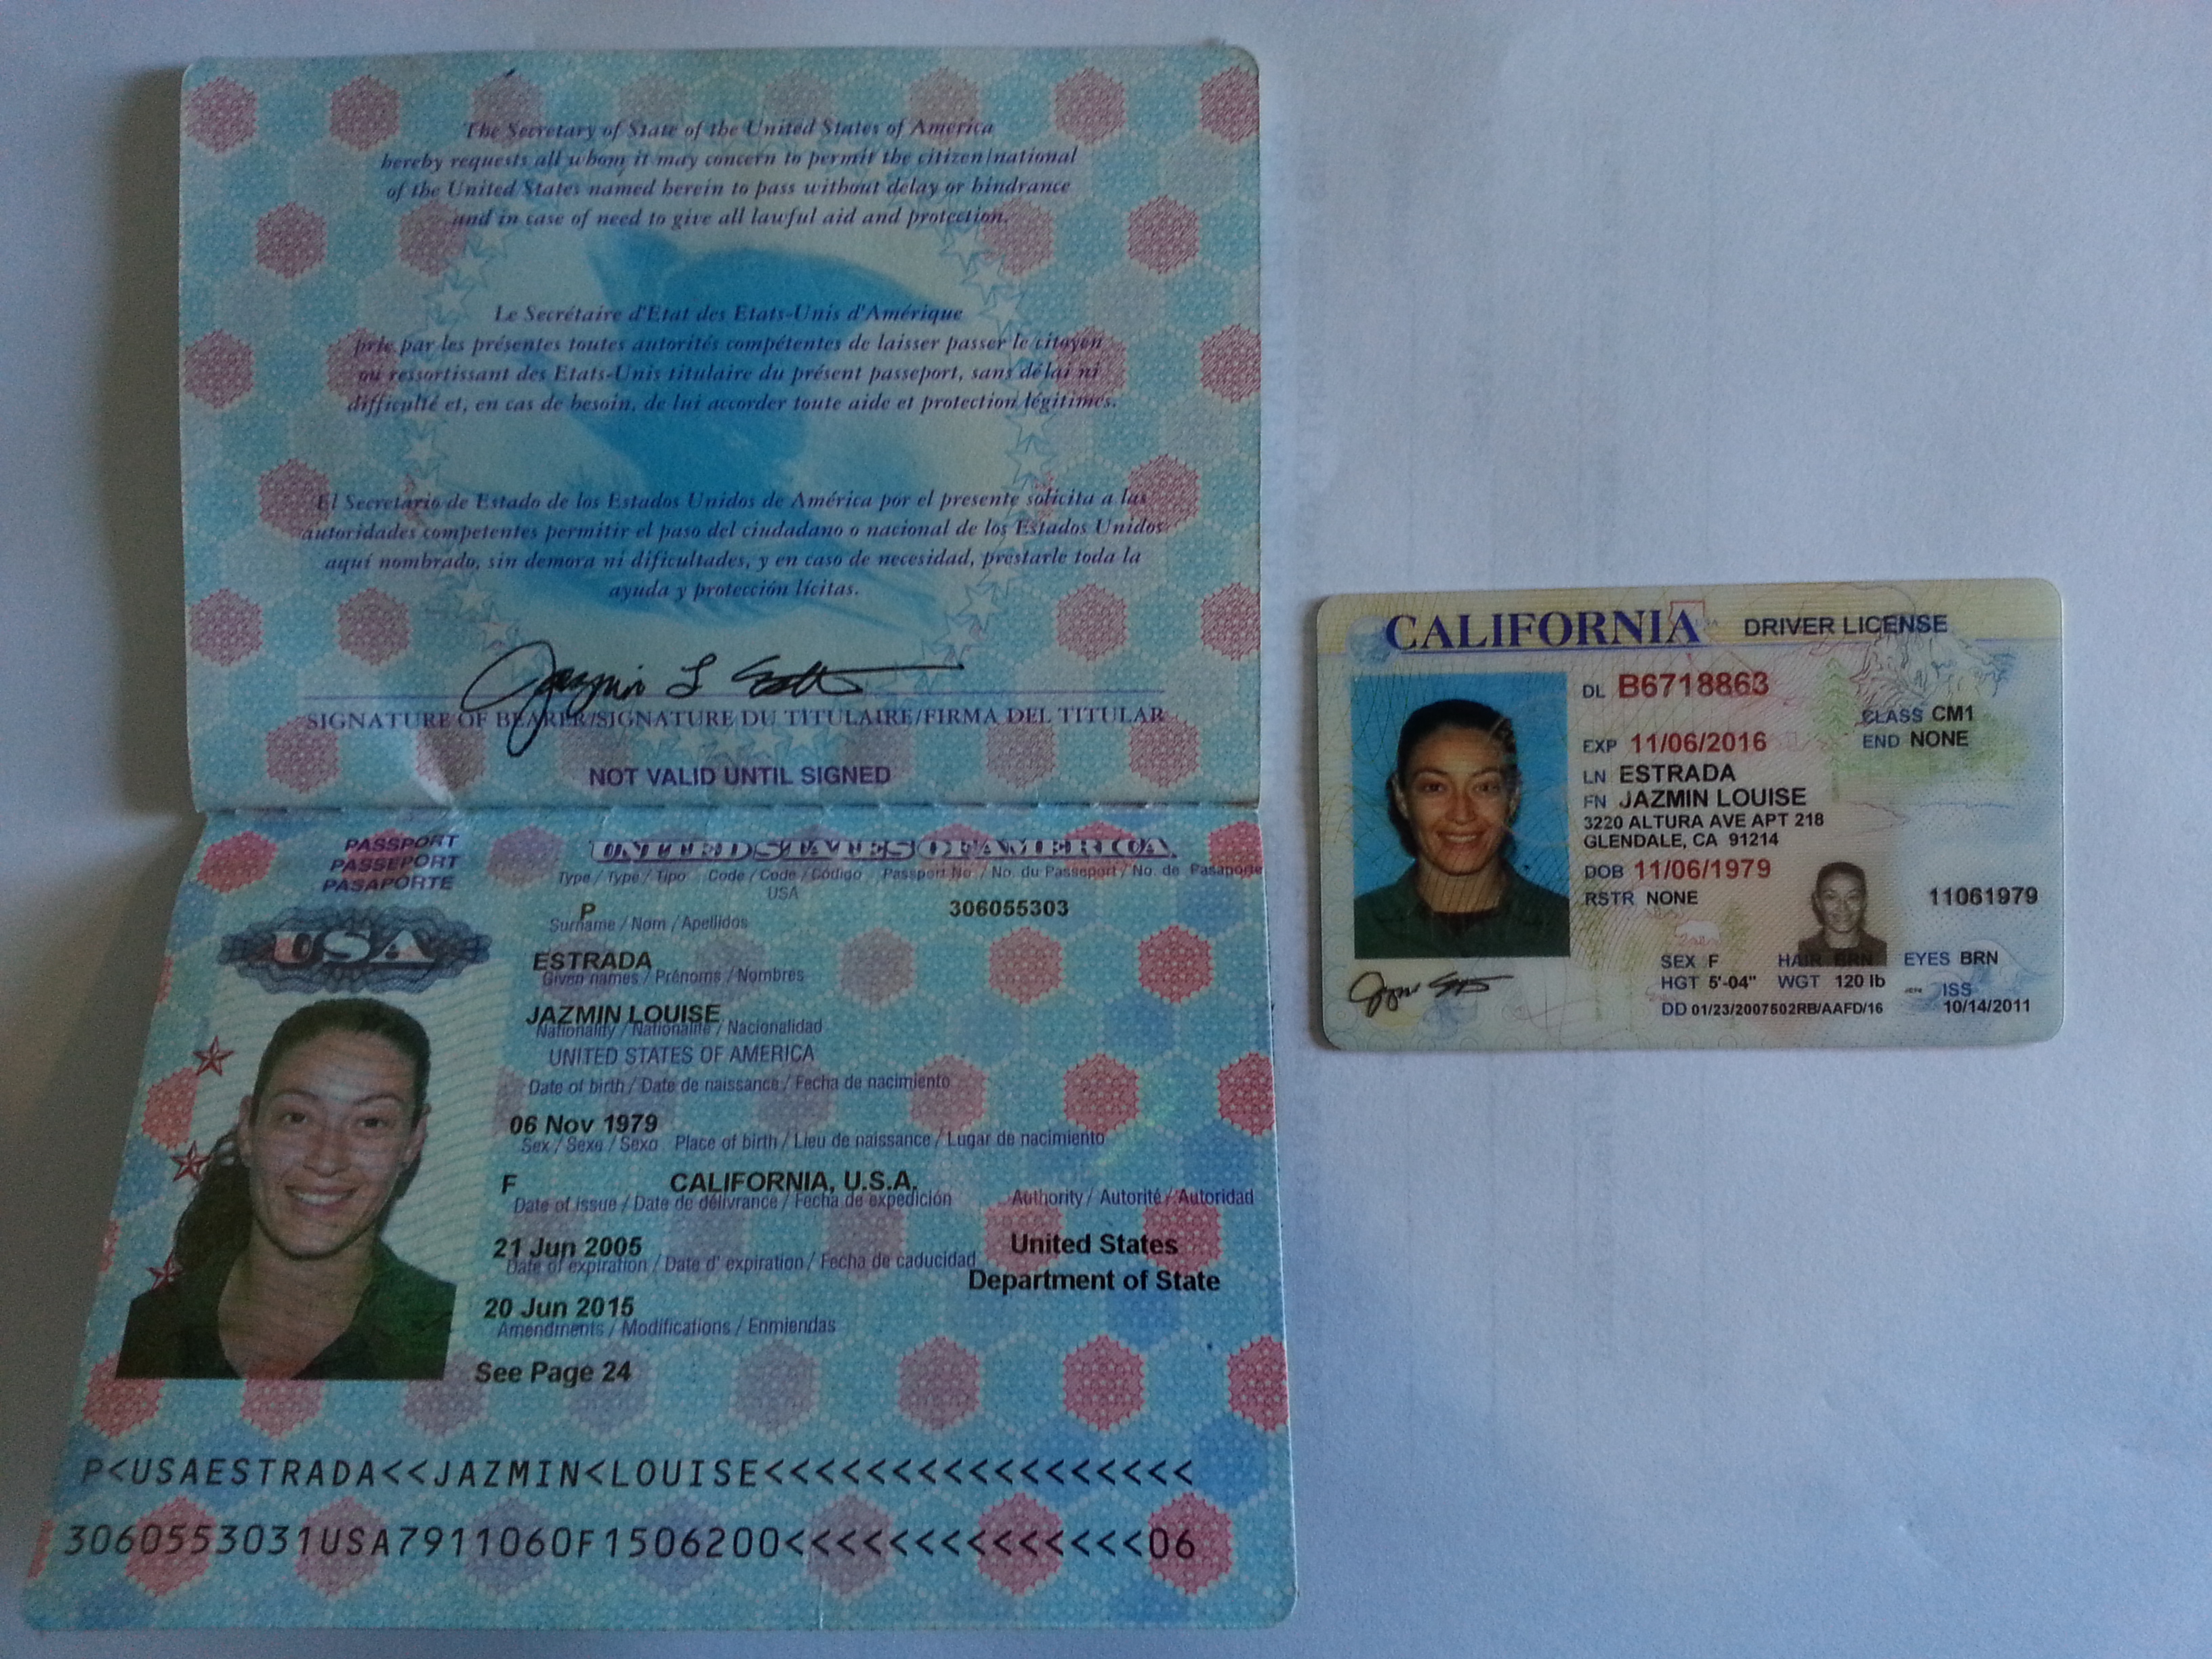 The Secretary of State of the United States of America
hereby requests all whom it may concern to permit the citizen/national
of the United States named herein to pass without delay or hindrance
and in case of need to give all lawful aid and protection.
Le Secrétaire d'Etat des Etats-Unis d'Amérique
prie par les présentes toutes autorités compétentes de laisser passer le citoyen
ou ressortissant des Etats-Unis titulaire du présent passeport, sans délai ni
difficulté et, en cas de besoin, de lui accorder toute aide et protection légitimes.
El Secretario de Estado de los Estados Unidos de América por el presente solicita a las
autoridades competentes permitir el paso del ciudadano o nacional de los Estados Unidos
aquí nombrado, sin demora ni dificultades, y en caso de necesidad, prestarle toda la
ayuda y protección lícitas.
SIGNATURE OF BEARER/SIGNATURE DU TITULAIRE/FIRMA DEL TITULAR
NOT VALID UNTIL SIGNED
PASSPORT
PASSEPORT
PASAPORTE
USA
UNITED STATES OF AMERICA
Type / Type / Tipo Code / Code / Código Passport No / No. du Passeport / No. de Pasaporte
P USA 306055303
Surname / Nom / Apellidos
ESTRADA
Given names / Prénoms / Nombres
JAZMIN LOUISE
Nationality / Nationalité / Nacionalidad
UNITED STATES OF AMERICA
Date of birth / Date de naissance / Fecha de nacimiento
06 Nov 1979
Sex / Sexe / Sexo Place of birth / Lieu de naissance / Lugar de nacimiento
F CALIFORNIA, U.S.A.
Date of issue / Date de délivrance / Fecha de expedición Authority / Autorité / Autoridad
21 Jun 2005 United States
Date of expiration / Date d'expiration / Fecha de caducidad Department of State
20 Jun 2015
Amendments / Modifications / Enmiendas
See Page 24
P<USAESTRADA<<JAZMIN<LOUISE<<<<<<<<<<<<<<<<<
3060553031USA7911060F1506200<<<<<<<<<<<<<<06
CALIFORNIA DRIVER LICENSE
DL B6718863 CLASS CM1
EXP 11/06/2016 END NONE
LN ESTRADA
FN JAZMIN LOUISE
3220 ALTURA AVE APT 218
GLENDALE, CA 91214
DOB 11/06/1979
RSTR NONE 11061979
SEX F HAIR BRN EYES BRN
HGT 5'-04" WGT 120 lb ISS
DD 01/23/2007502RB/AAFD/16 10/14/2011